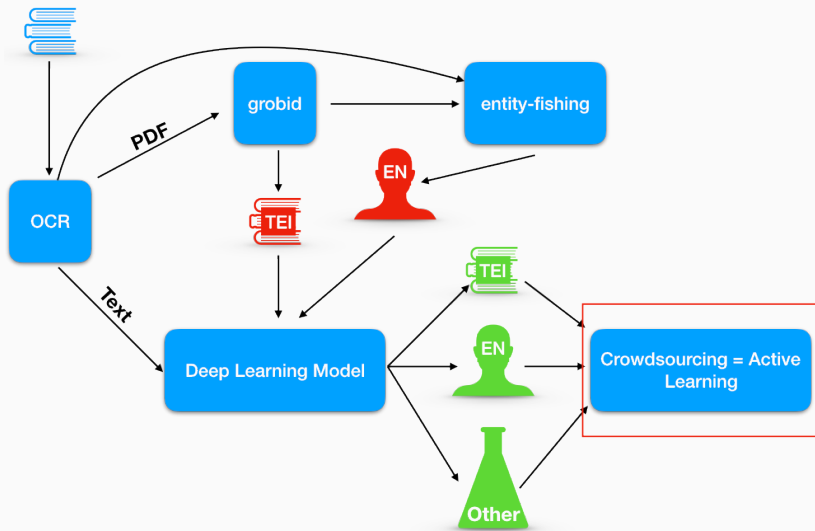 grobid
entity-fishing
PDF
EN
OCR
TEI
Text
TEI
EN
Deep Learning Model
Crowdsourcing = Active
Learning
Other